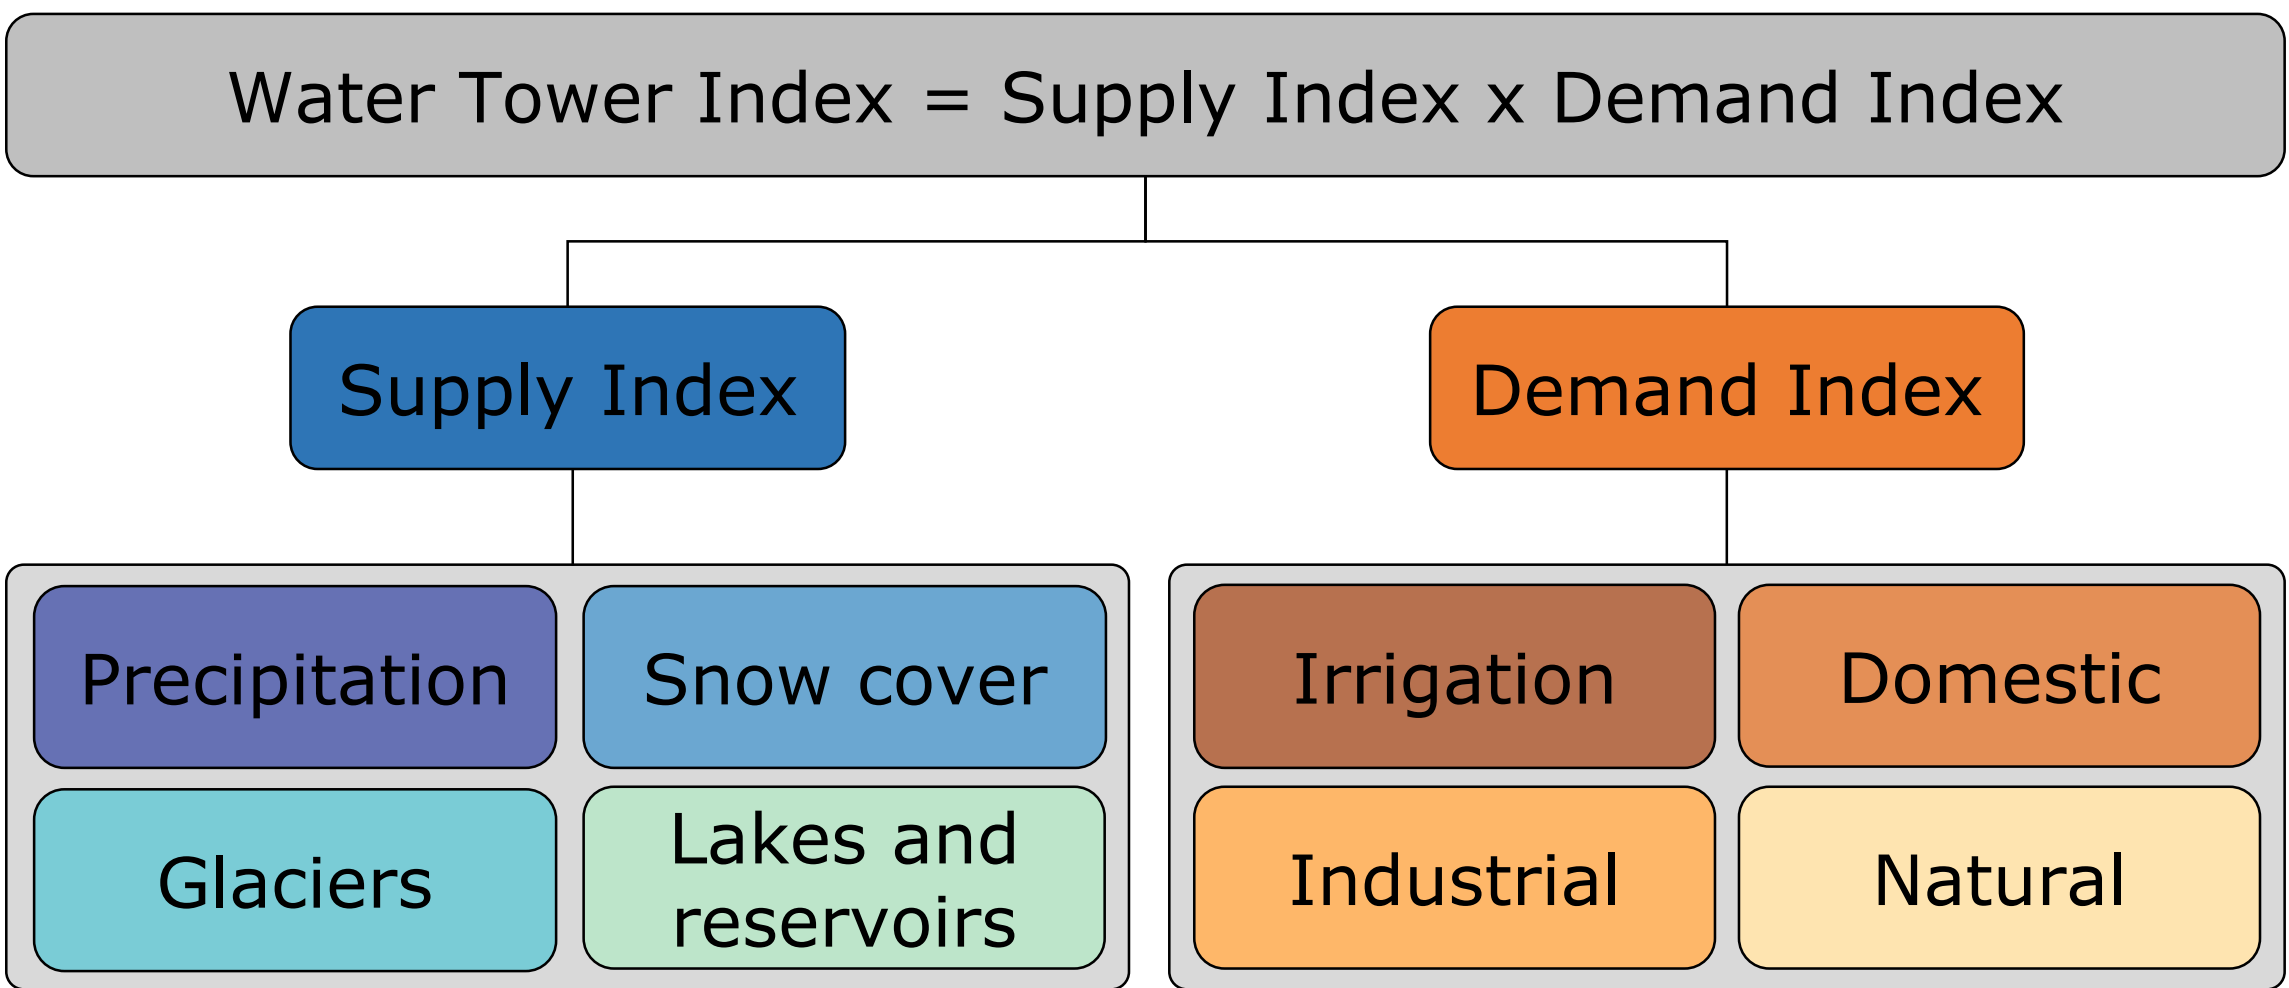 Water Tower Index = Supply Index x Demand Index
Supply Index
Demand Index
Precipitation
Snow cover
Glaciers
Lakes and
reservoirs
Irrigation
Domestic
Industrial
Natural